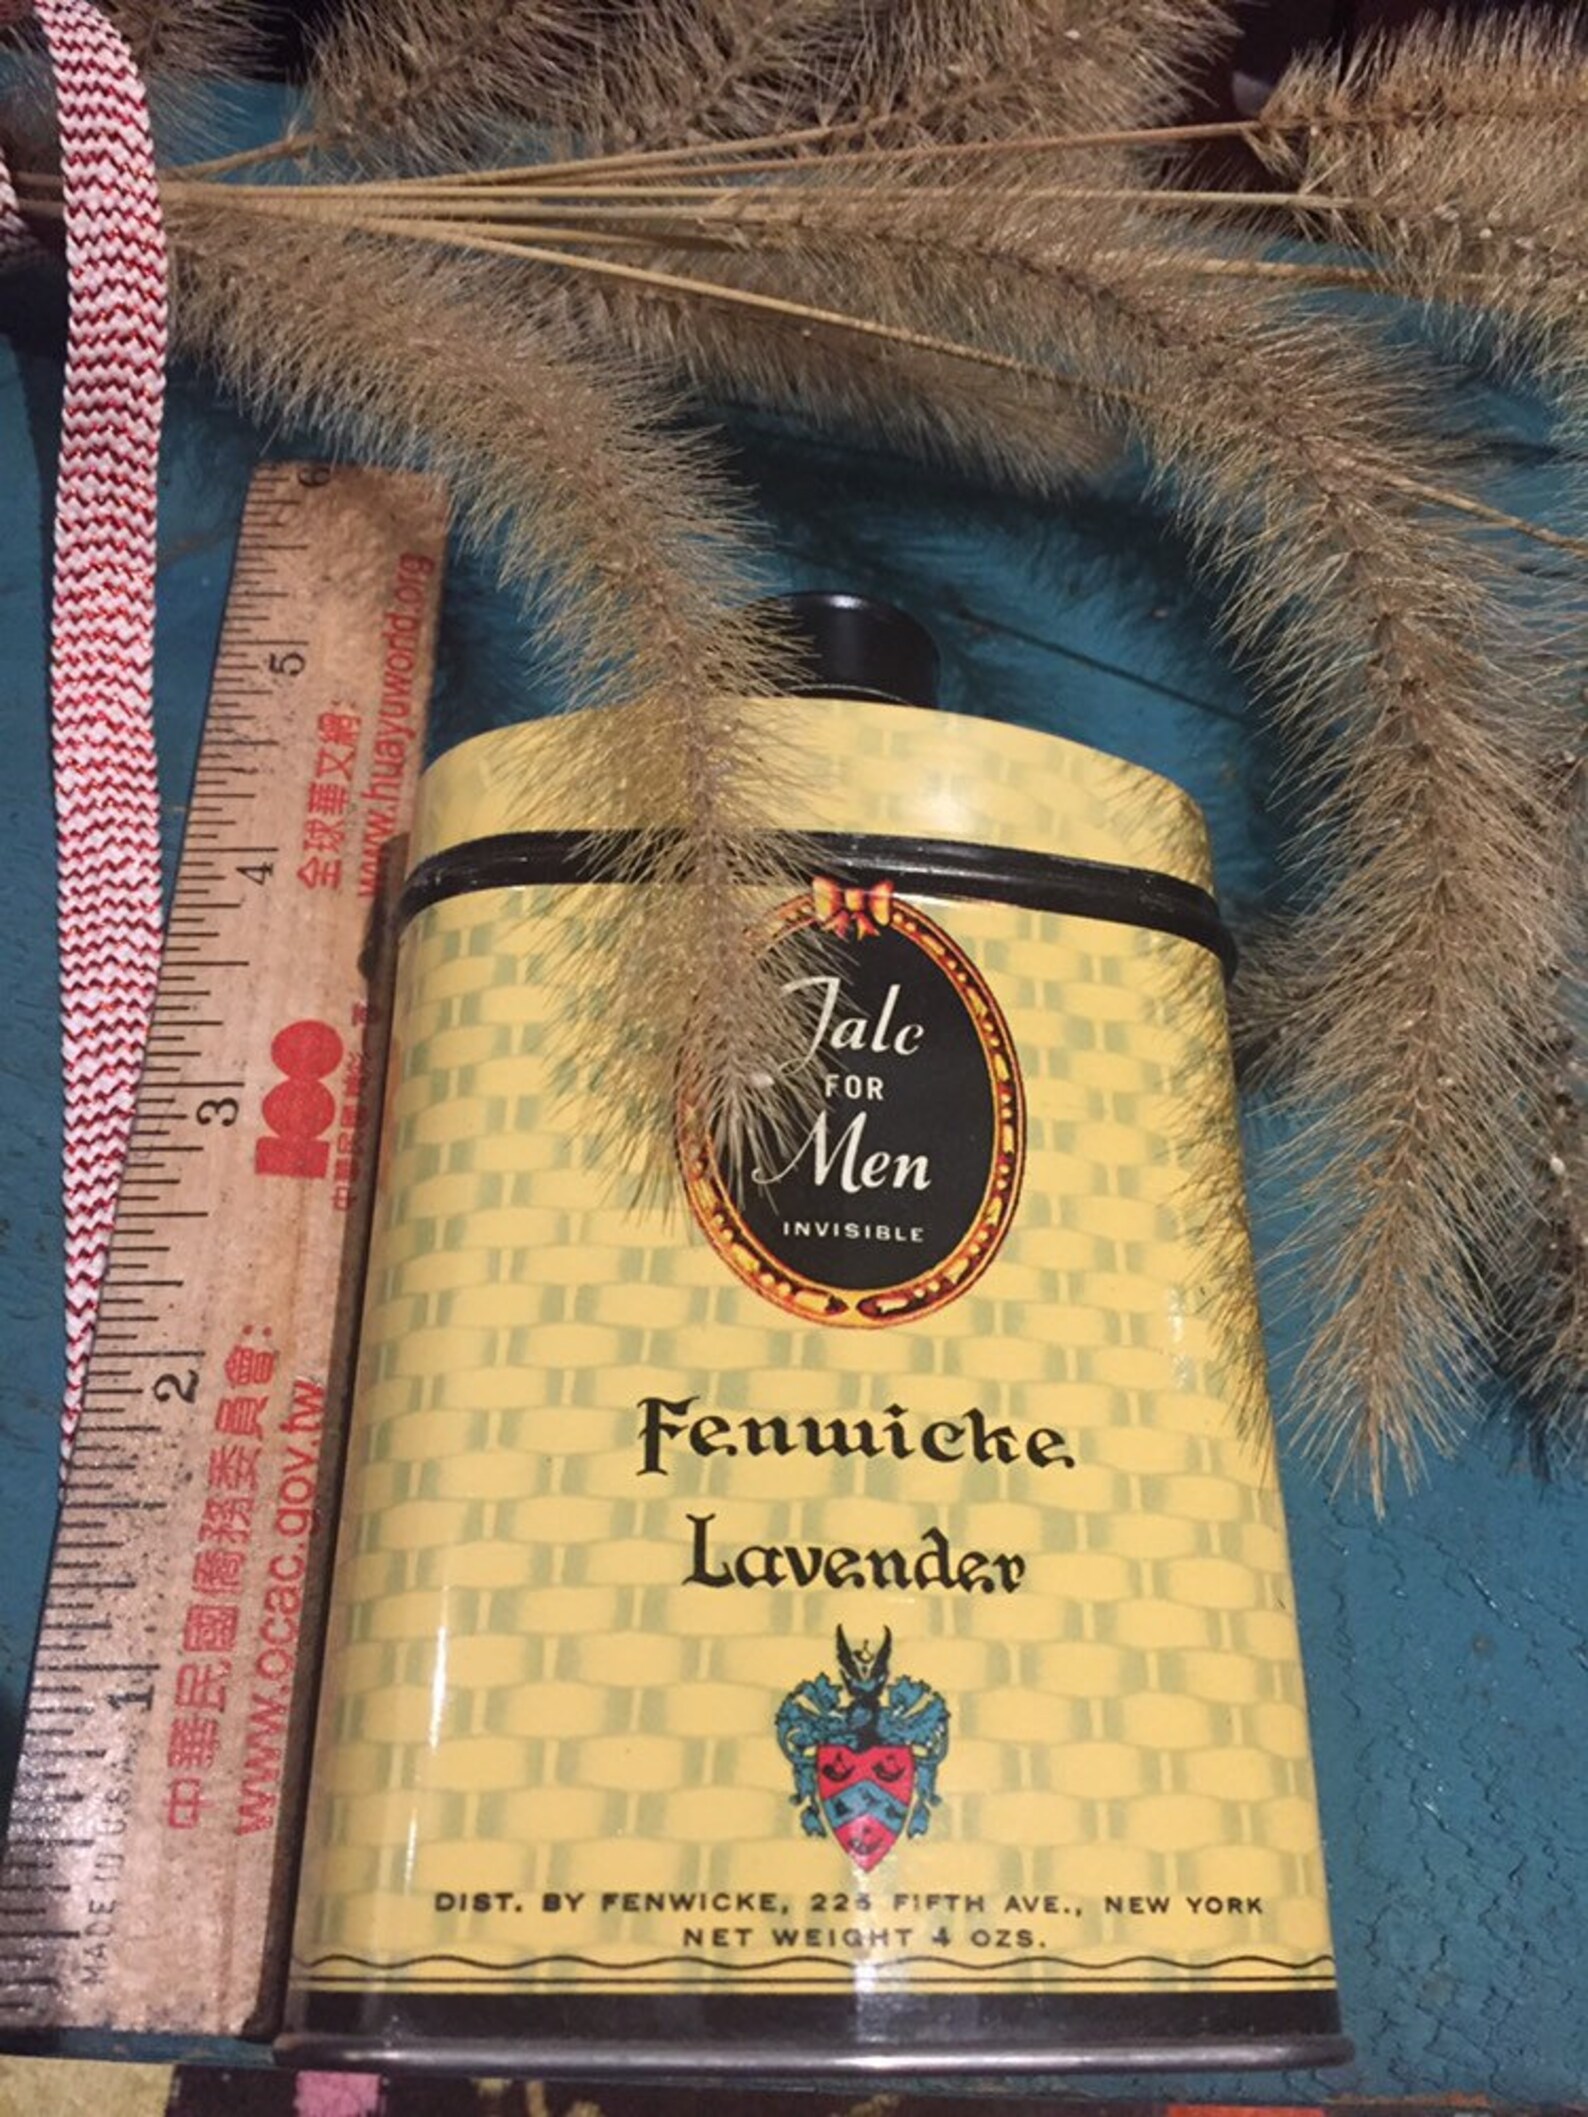 Talc
FOR
Men
INVISIBLE
Fenwicke
Lavender
DIST. BY FENWICKE, 225 FIFTH AVE., NEW YORK
NET WEIGHT 4 OZS.
6
5
4
3
2
1
全球華文網:
www.huayuworld.org
100
中華民國僑務委員會:
www.ocac.gov.tw
MADE IN U.S.A.